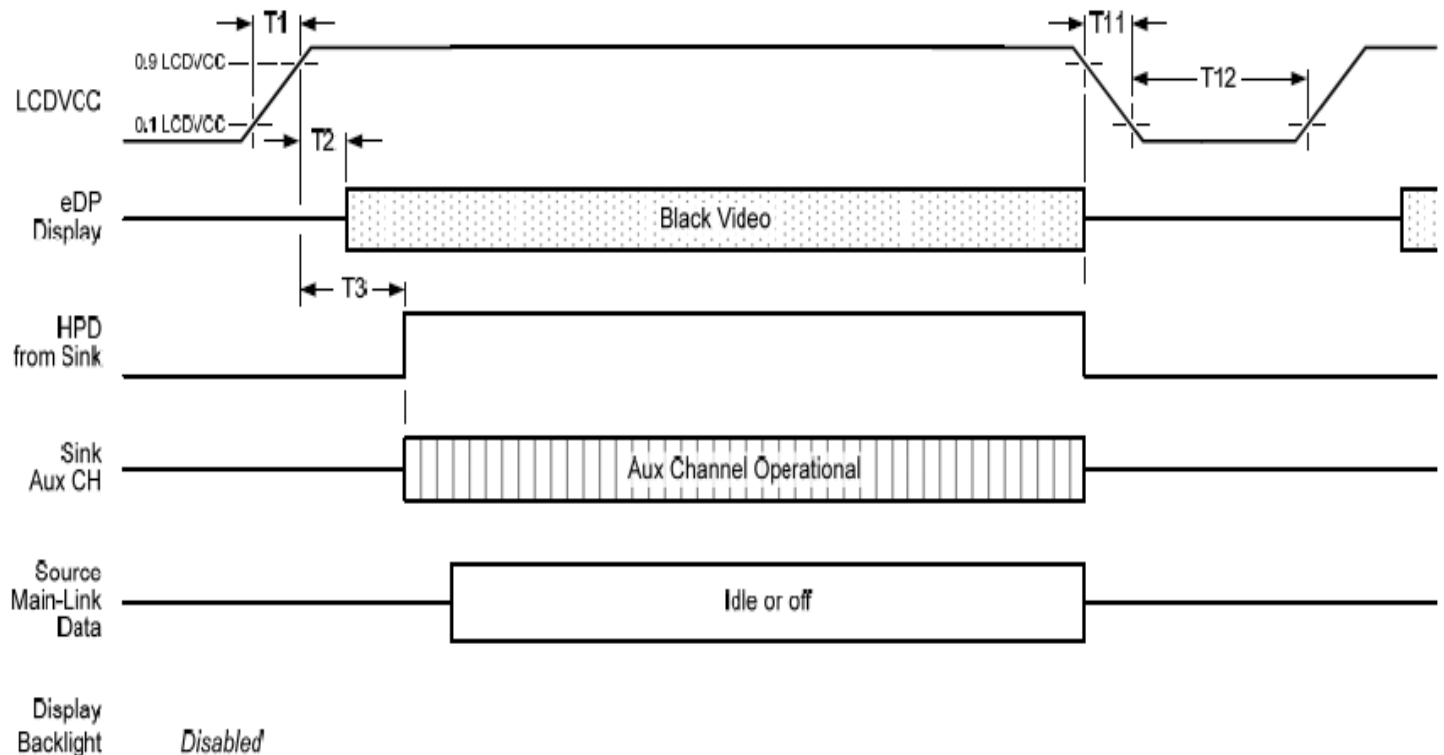 T1
T11
0.9 LCDVCC
T12
LCDVCC
0.1 LCDVCC
T2
eDP
Display
Black Video
T3
HPD
from Sink
Sink
Aux CH
Aux Channel Operational
Source
Main-Link
Data
Idle or off
Display
Backlight
Disabled